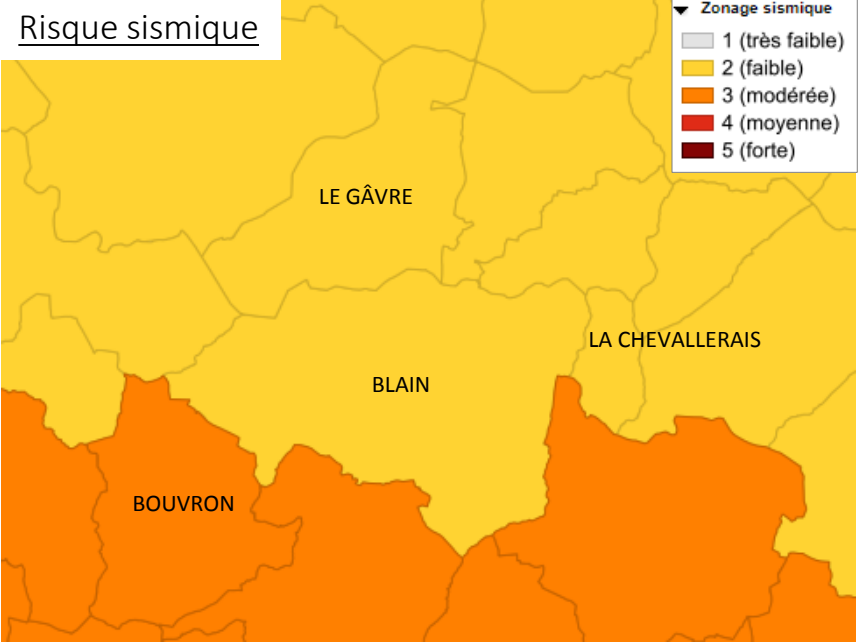 Risque sismique
Zonage sismique
1 (très faible)
2 (faible)
3 (modérée)
4 (moyenne)
5 (forte)
LE GÂVRE
LA CHEVALLERAIS
BLAIN
BOUVRON